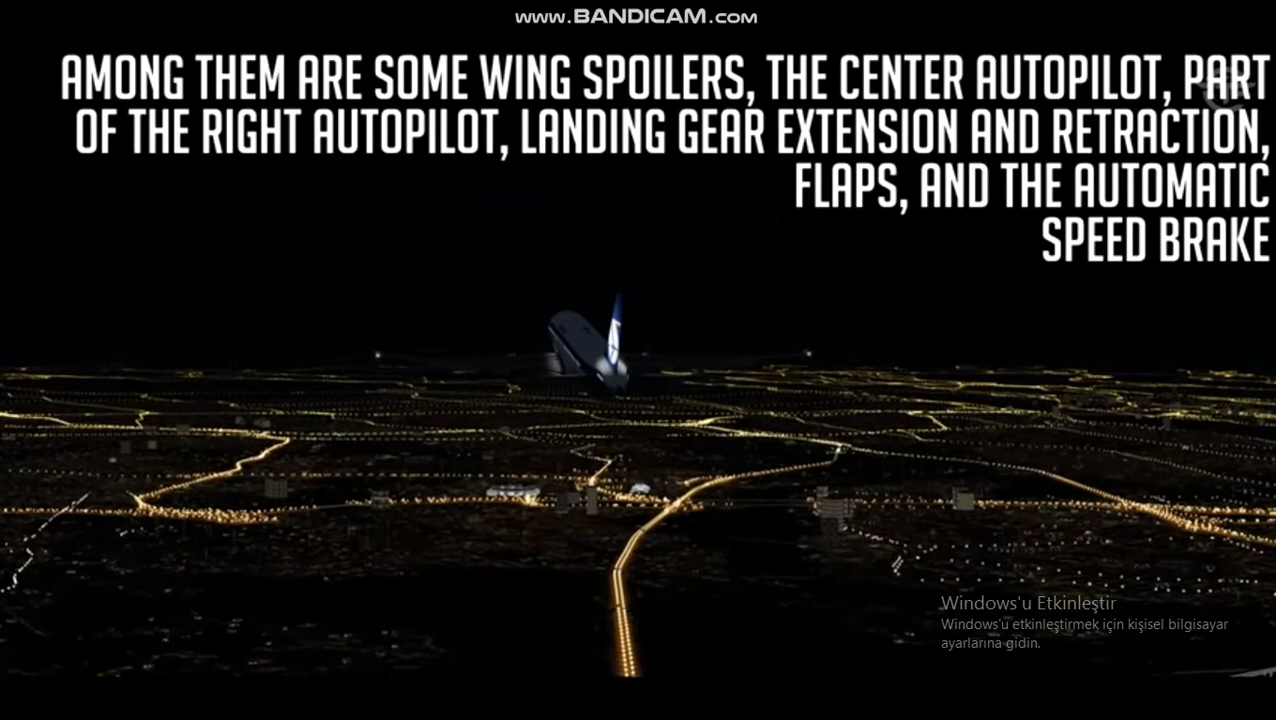 www.BANDICAM.com
AMONG THEM ARE SOME WING SPOILERS, THE CENTER AUTOPILOT, PART
OF THE RIGHT AUTOPILOT, LANDING GEAR EXTENSION AND RETRACTION,
FLAPS, AND THE AUTOMATIC
SPEED BRAKE
Windows'u Etkinleştir
Windows'u etkinleştirmek için kişisel bilgisayar
ayarlarına gidin.